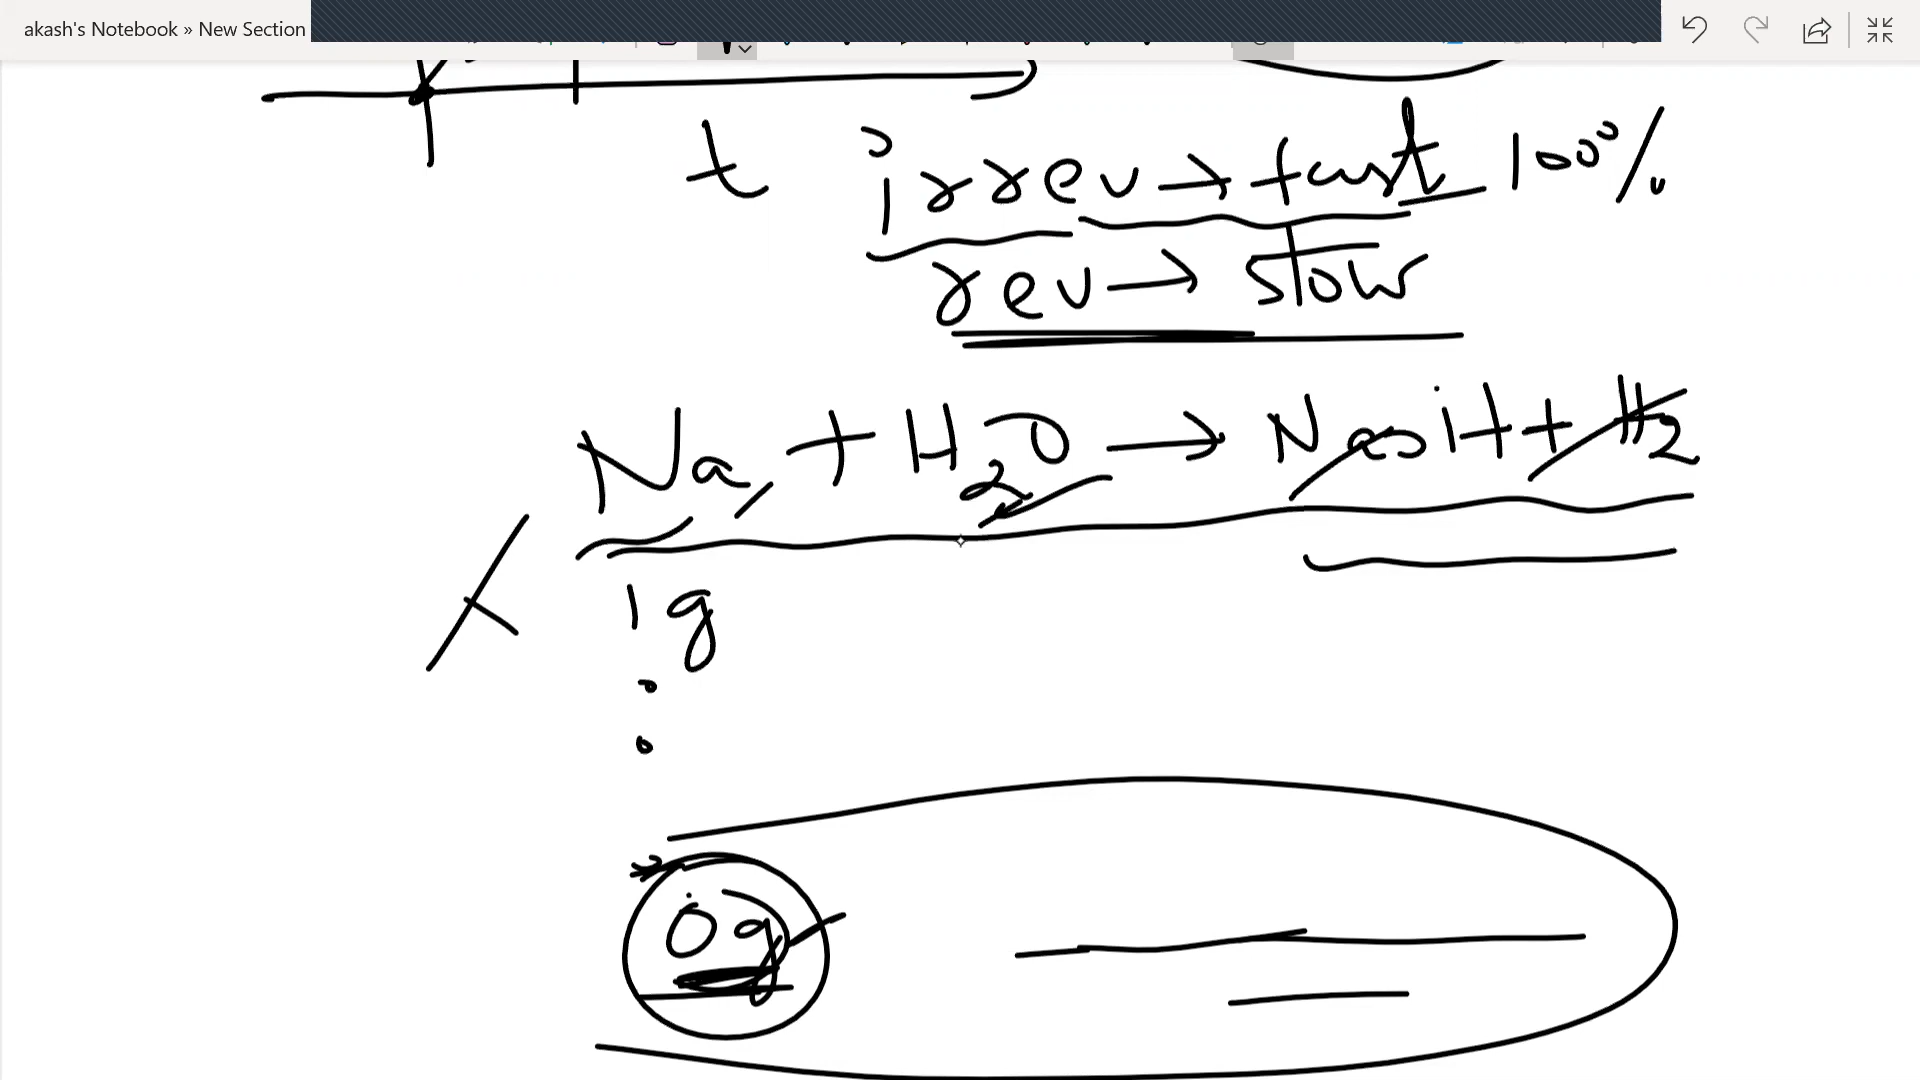 akash's Notebook » New Section
t
irrev → fast 100%
rev → slow
Na + H2O → NaoH + H2
1g
0g